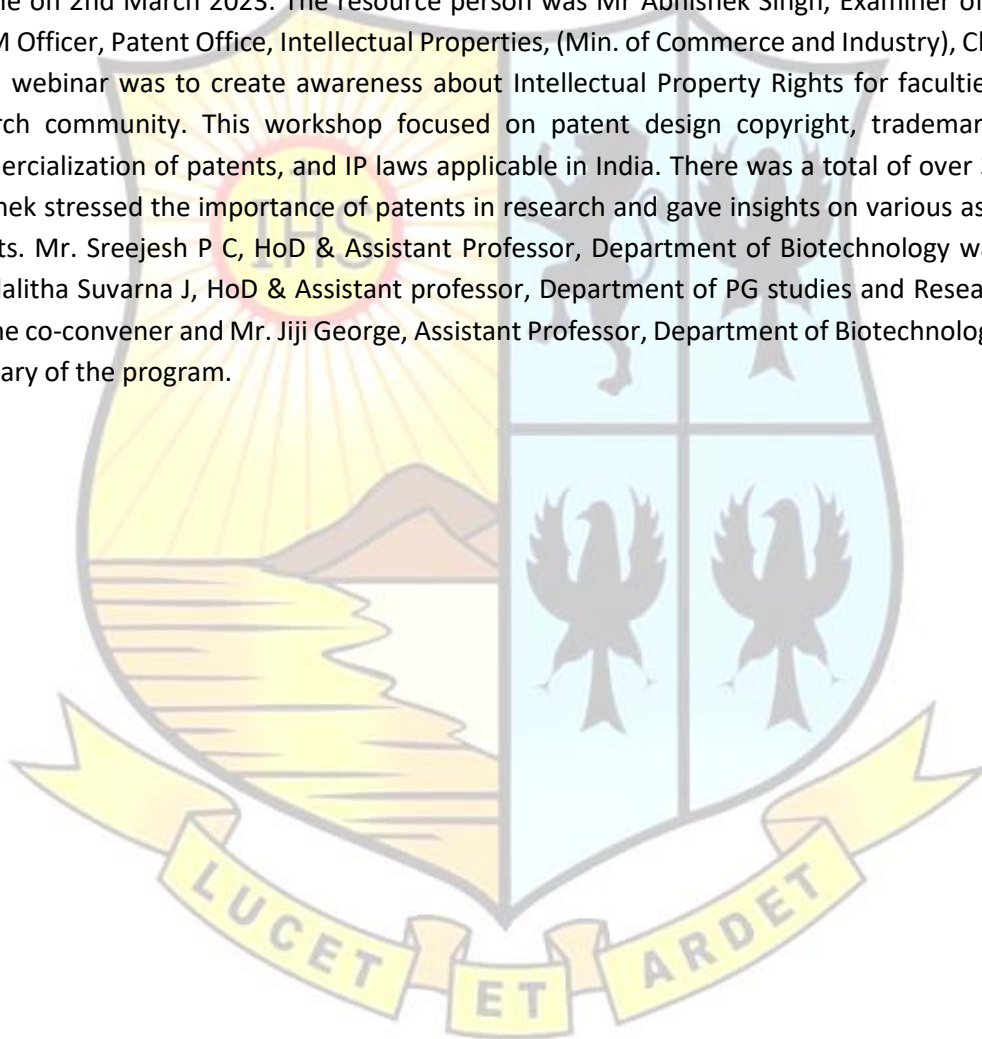 ne on 2nd March 2023. The resource person was Mr Abhishek Singh, Examiner of
M Officer, Patent Office, Intellectual Properties, (Min. of Commerce and Industry), Ch
webinar was to create awareness about Intellectual Property Rights for facultie
rch community. This workshop focused on patent design copyright, trademar
ercialization of patents, and IP laws applicable in India. There was a total of over
nek stressed the importance of patents in research and gave insights on various as
ts. Mr. Sreejesh P C, HoD & Assistant Professor, Department of Biotechnology wa
lalitha Suvarna J, HoD & Assistant professor, Department of PG studies and Resea
ne co-convener and Mr. Jiji George, Assistant Professor, Department of Biotechnolog
ary of the program.
IHS
LUCET ET ARDET